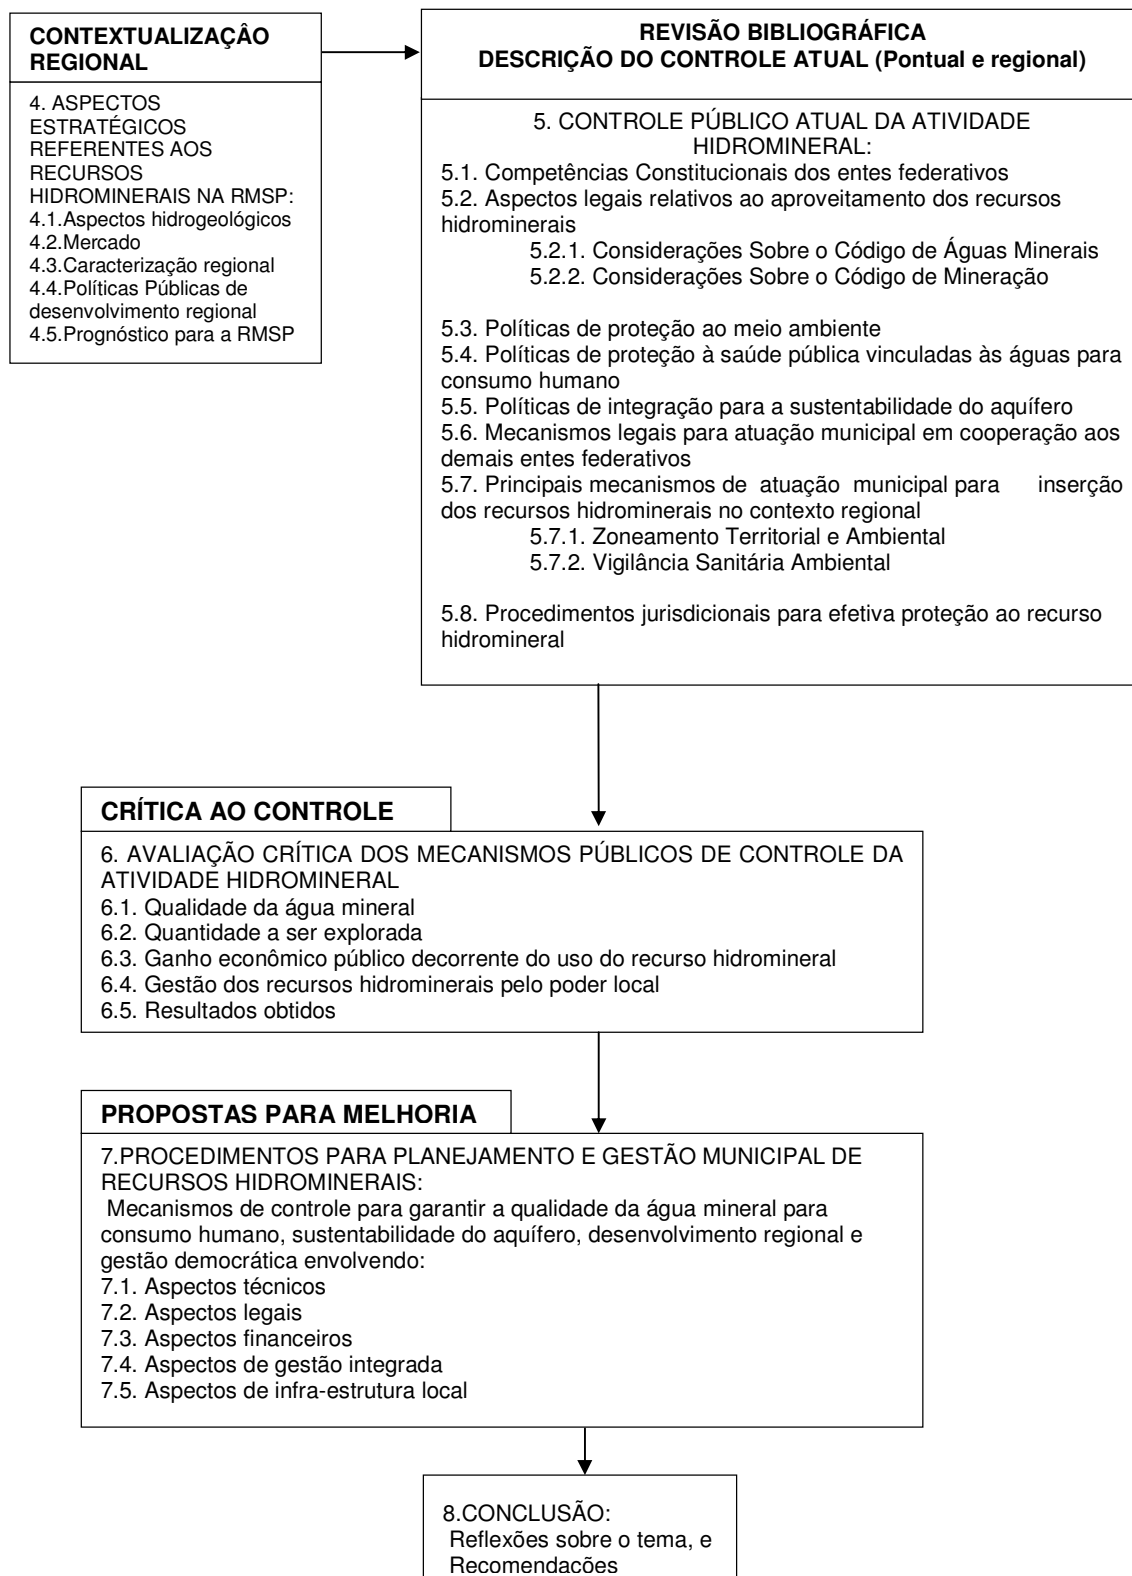 CONTEXTUALIZAÇÂO
REGIONAL
4. ASPECTOS
ESTRATÉGICOS
REFERENTES AOS
RECURSOS
HIDROMINERAIS NA RMSP:
4.1.Aspectos hidrogeológicos
4.2.Mercado
4.3.Caracterização regional
4.4.Políticas Públicas de
desenvolvimento regional
4.5.Prognóstico para a RMSP
REVISÃO BIBLIOGRÁFICA
DESCRIÇÃO DO CONTROLE ATUAL (Pontual e regional)
5. CONTROLE PÚBLICO ATUAL DA ATIVIDADE
HIDROMINERAL:
5.1. Competências Constitucionais dos entes federativos
5.2. Aspectos legais relativos ao aproveitamento dos recursos
hidrominerais
5.2.1. Considerações Sobre o Código de Águas Minerais
5.2.2. Considerações Sobre o Código de Mineração
5.3. Políticas de proteção ao meio ambiente
5.4. Políticas de proteção à saúde pública vinculadas às águas para
consumo humano
5.5. Políticas de integração para a sustentabilidade do aquífero
5.6. Mecanismos legais para atuação municipal em cooperação aos
demais entes federativos
5.7. Principais mecanismos de atuação municipal para inserção
dos recursos hidrominerais no contexto regional
5.7.1. Zoneamento Territorial e Ambiental
5.7.2. Vigilância Sanitária Ambiental
5.8. Procedimentos jurisdicionais para efetiva proteção ao recurso
hidromineral
CRÍTICA AO CONTROLE
6. AVALIAÇÃO CRÍTICA DOS MECANISMOS PÚBLICOS DE CONTROLE DA
ATIVIDADE HIDROMINERAL
6.1. Qualidade da água mineral
6.2. Quantidade a ser explorada
6.3. Ganho econômico público decorrente do uso do recurso hidromineral
6.4. Gestão dos recursos hidrominerais pelo poder local
6.5. Resultados obtidos
PROPOSTAS PARA MELHORIA
7.PROCEDIMENTOS PARA PLANEJAMENTO E GESTÃO MUNICIPAL DE
RECURSOS HIDROMINERAIS:
Mecanismos de controle para garantir a qualidade da água mineral para
consumo humano, sustentabilidade do aquífero, desenvolvimento regional e
gestão democrática envolvendo:
7.1. Aspectos técnicos
7.2. Aspectos legais
7.3. Aspectos financeiros
7.4. Aspectos de gestão integrada
7.5. Aspectos de infra-estrutura local
8.CONCLUSÃO:
Reflexões sobre o tema, e
Recomendações